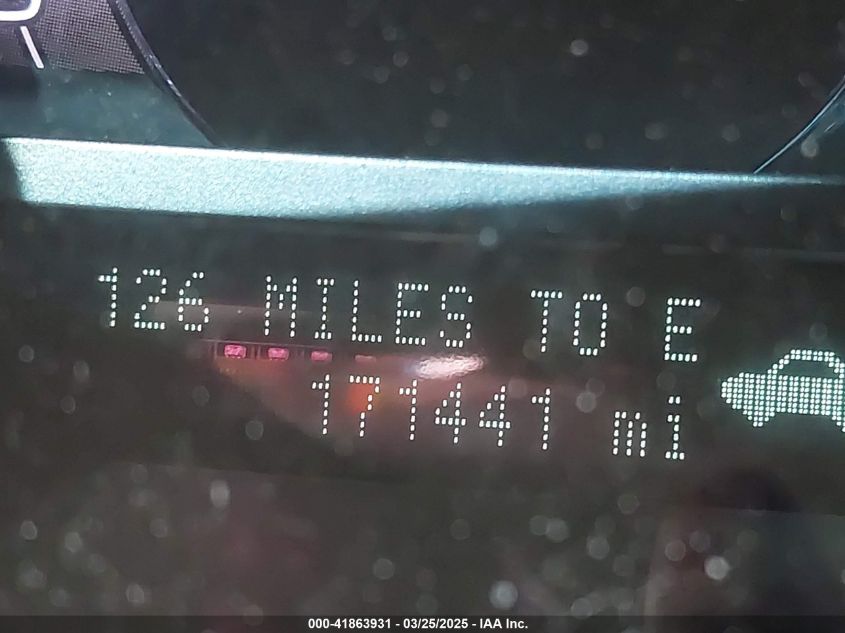 126 MILES TO E
171441 mi
000-41863931 - 03/25/2025 - IAA Inc.